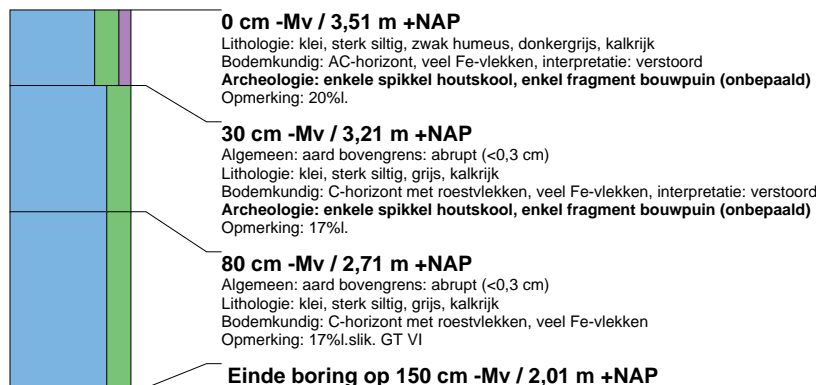 0 cm -Mv / 3,51 m +NAP
Lithologie: klei, sterk siltig, zwak humeus, donkergrijs, kalkrijk
Bodemkundig: AC-horizont, veel Fe-vlekken, interpretatie: verstoord
Archeologie: enkele spikkel houtskool, enkel fragment bouwpuin (onbepaald)
Opmerking: 20%l.
30 cm -Mv / 3,21 m +NAP
Algemeen: aard bovengrens: abrupt (<0,3 cm)
Lithologie: klei, sterk siltig, grijs, kalkrijk
Bodemkundig: C-horizont met roestvlekken, veel Fe-vlekken, interpretatie: verstoord
Archeologie: enkele spikkel houtskool, enkel fragment bouwpuin (onbepaald)
Opmerking: 17%l.
80 cm -Mv / 2,71 m +NAP
Algemeen: aard bovengrens: abrupt (<0,3 cm)
Lithologie: klei, sterk siltig, grijs, kalkrijk
Bodemkundig: C-horizont met roestvlekken, veel Fe-vlekken
Opmerking: 17%l.slik. GT VI
Einde boring op 150 cm -Mv / 2,01 m +NAP